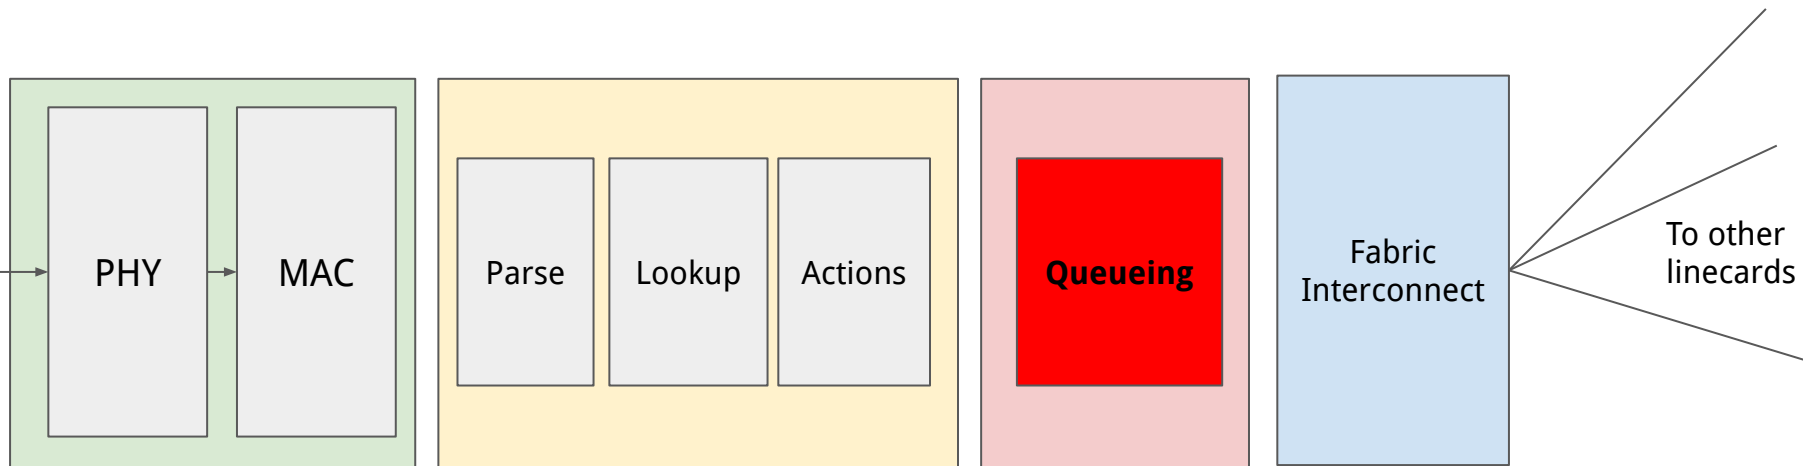 PHY
MAC
Parse
Lookup
Actions
Queueing
Fabric
Interconnect
To other
linecards